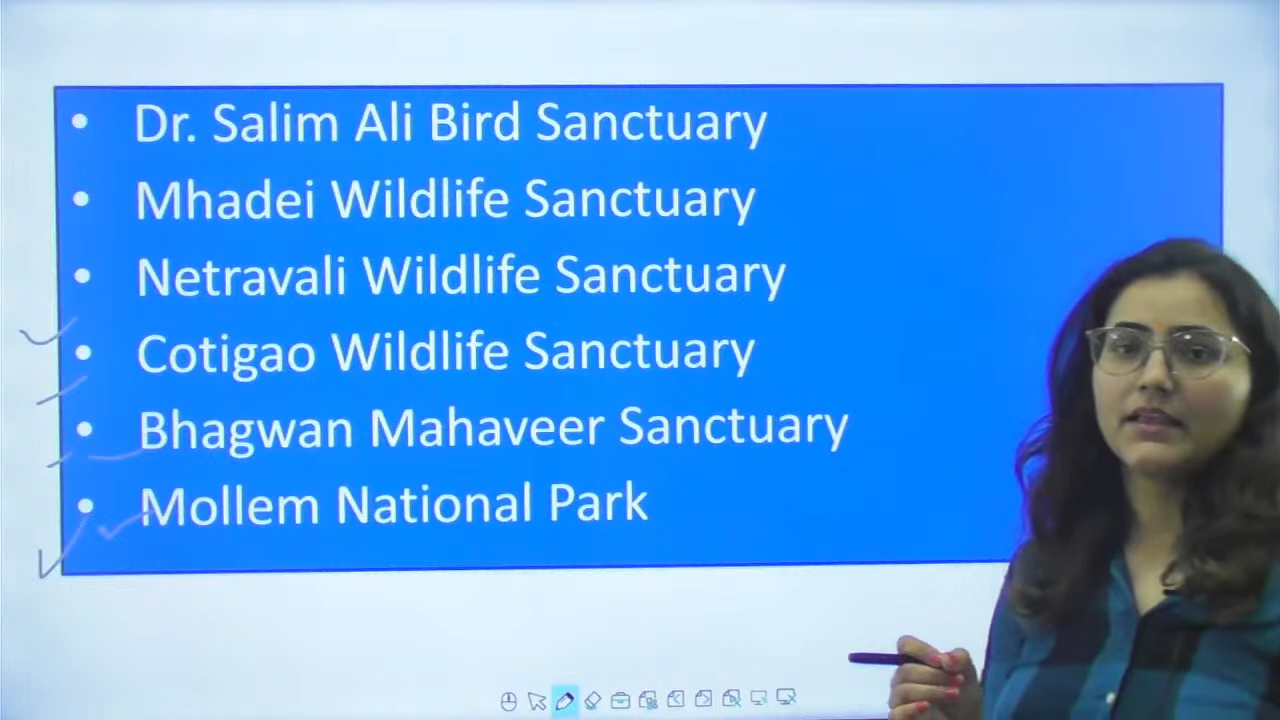 Dr. Salim Ali Bird Sanctuary
Mhadei Wildlife Sanctuary
Netravali Wildlife Sanctuary
Cotigao Wildlife Sanctuary
Bhagwan Mahaveer Sanctuary
Mollem National Park